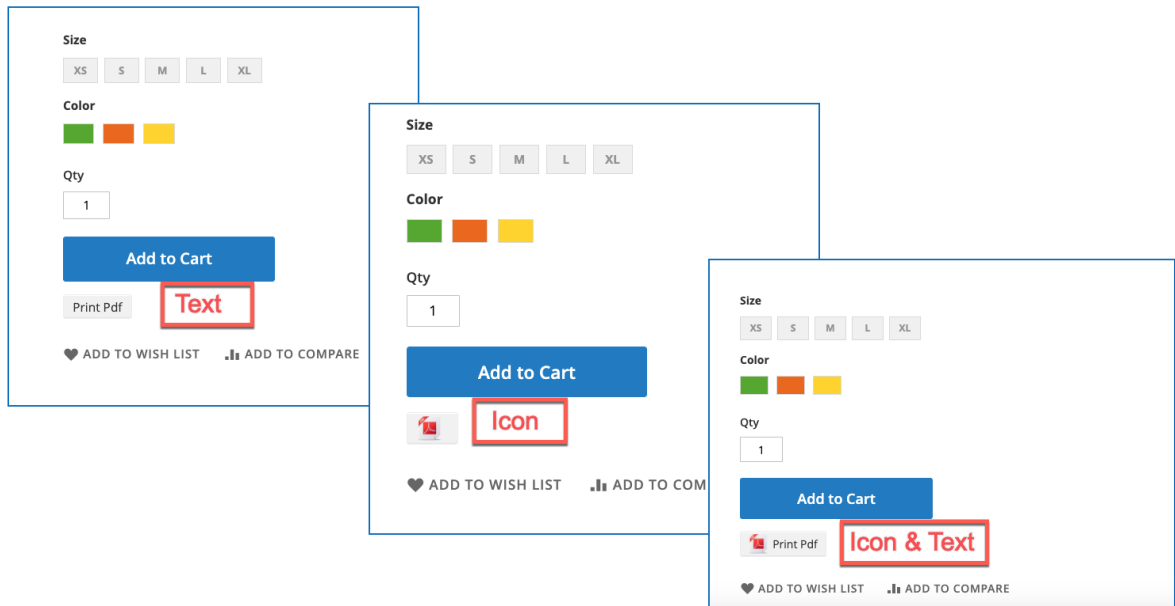 Size
XS S M L XL
Color
Qty
1
Add to Cart
Print Pdf Text
ADD TO WISH LIST ADD TO COMPARE
Size
XS S M L XL
Color
Qty
1
Add to Cart
Icon
ADD TO WISH LIST ADD TO COM
Size
XS S M L XL
Color
Qty
1
Add to Cart
Print Pdf Icon & Text
ADD TO WISH LIST ADD TO COMPARE